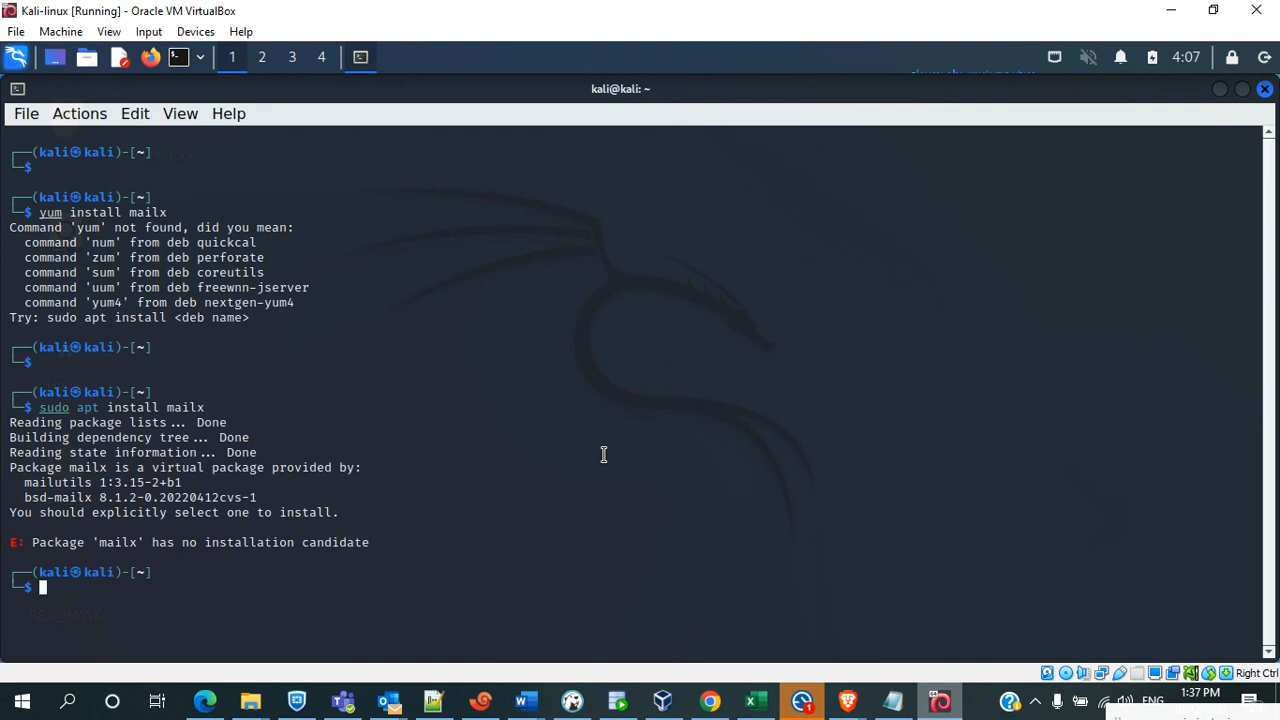 Kali-linux [Running] - Oracle VM VirtualBox
File Machine View Input Devices Help
1 2 3 4 4:07
kali@kali: ~
File Actions Edit View Help
┌──(kali㉿kali)-[~]
└─$
┌──(kali㉿kali)-[~]
└─$ yum install mailx
Command 'yum' not found, did you mean:
  command 'num' from deb quickcal
  command 'zum' from deb perforate
  command 'sum' from deb coreutils
  command 'uum' from deb freewnn-jserver
  command 'yum4' from deb nextgen-yum4
Try: sudo apt install <deb name>
┌──(kali㉿kali)-[~]
└─$
┌──(kali㉿kali)-[~]
└─$ sudo apt install mailx
Reading package lists... Done
Building dependency tree... Done
Reading state information... Done
Package mailx is a virtual package provided by:
  mailutils 1:3.15-2+b1
  bsd-mailx 8.1.2-0.20220412cvs-1
You should explicitly select one to install.
E: Package 'mailx' has no installation candidate
┌──(kali㉿kali)-[~]
└─$
RED_HAWK
Right Ctrl
ENG 1:37 PM